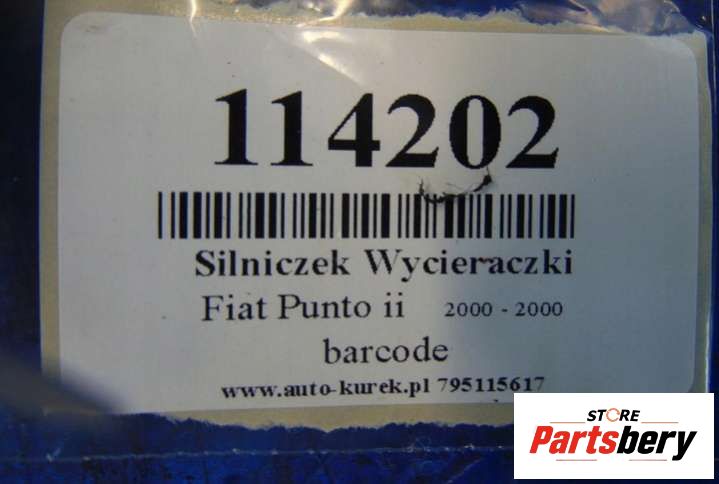 114202
Silniczek Wycieraczki
Fiat Punto ii 2000 - 2000
barcode
www.auto-kurek.pl 795115617
STORE
Partsbery